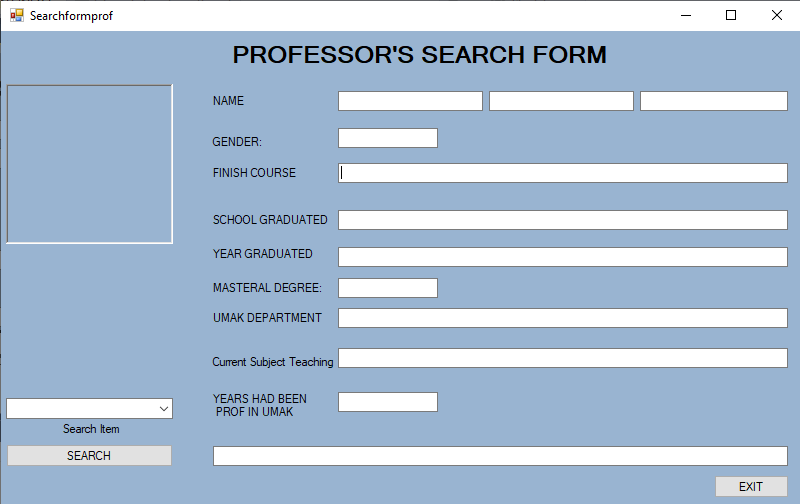 Searchformprof
PROFESSOR'S SEARCH FORM
NAME
GENDER:
FINISH COURSE
SCHOOL GRADUATED
YEAR GRADUATED
MASTERAL DEGREE:
UMAK DEPARTMENT
Current Subject Teaching
YEARS HAD BEEN
PROF IN UMAK
Search Item
SEARCH
EXIT